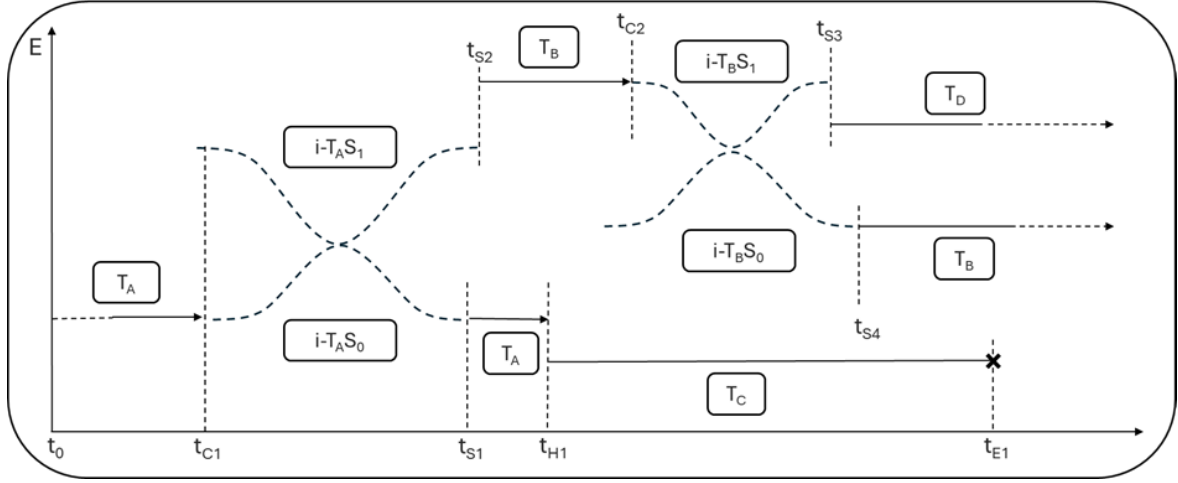 E
T_A
i-T_AS_1
i-T_AS_0
t_S2
T_B
t_C2
i-T_BS_1
t_S3
T_D
i-T_BS_0
T_B
t_S4
T_A
T_C
t_0
t_C1
t_S1
t_H1
t_E1